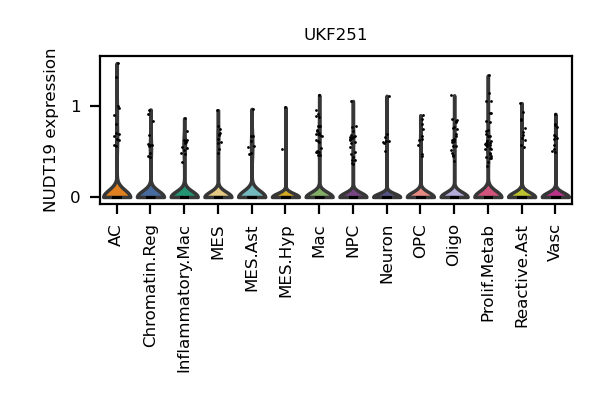 UKF251
NUDT19 expression
1
0
AC
Chromatin.Reg
Inflammatory.Mac
MES
MES.Ast
MES.Hyp
Mac
NPC
Neuron
OPC
Oligo
Prolif.Metab
Reactive.Ast
Vasc